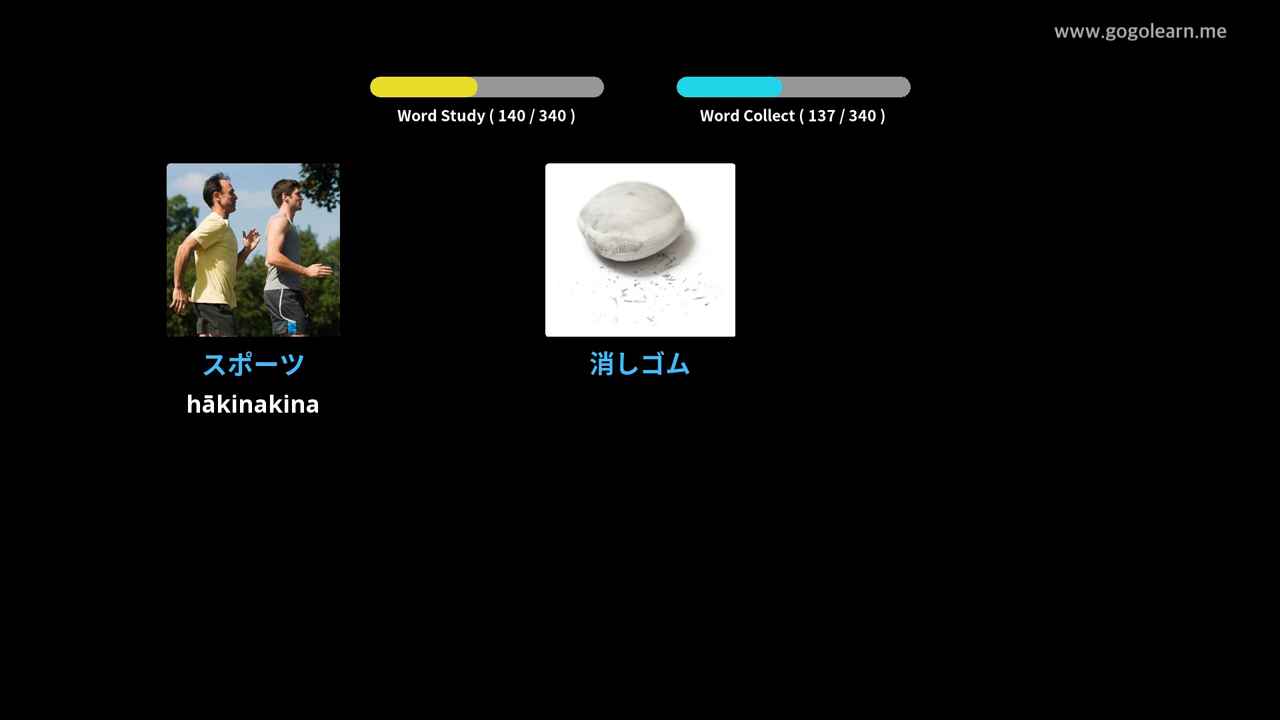 www.gogolearn.me
Word Study ( 140 / 340 )
Word Collect ( 137 / 340 )
スポーツ
hākinakina
消しゴム